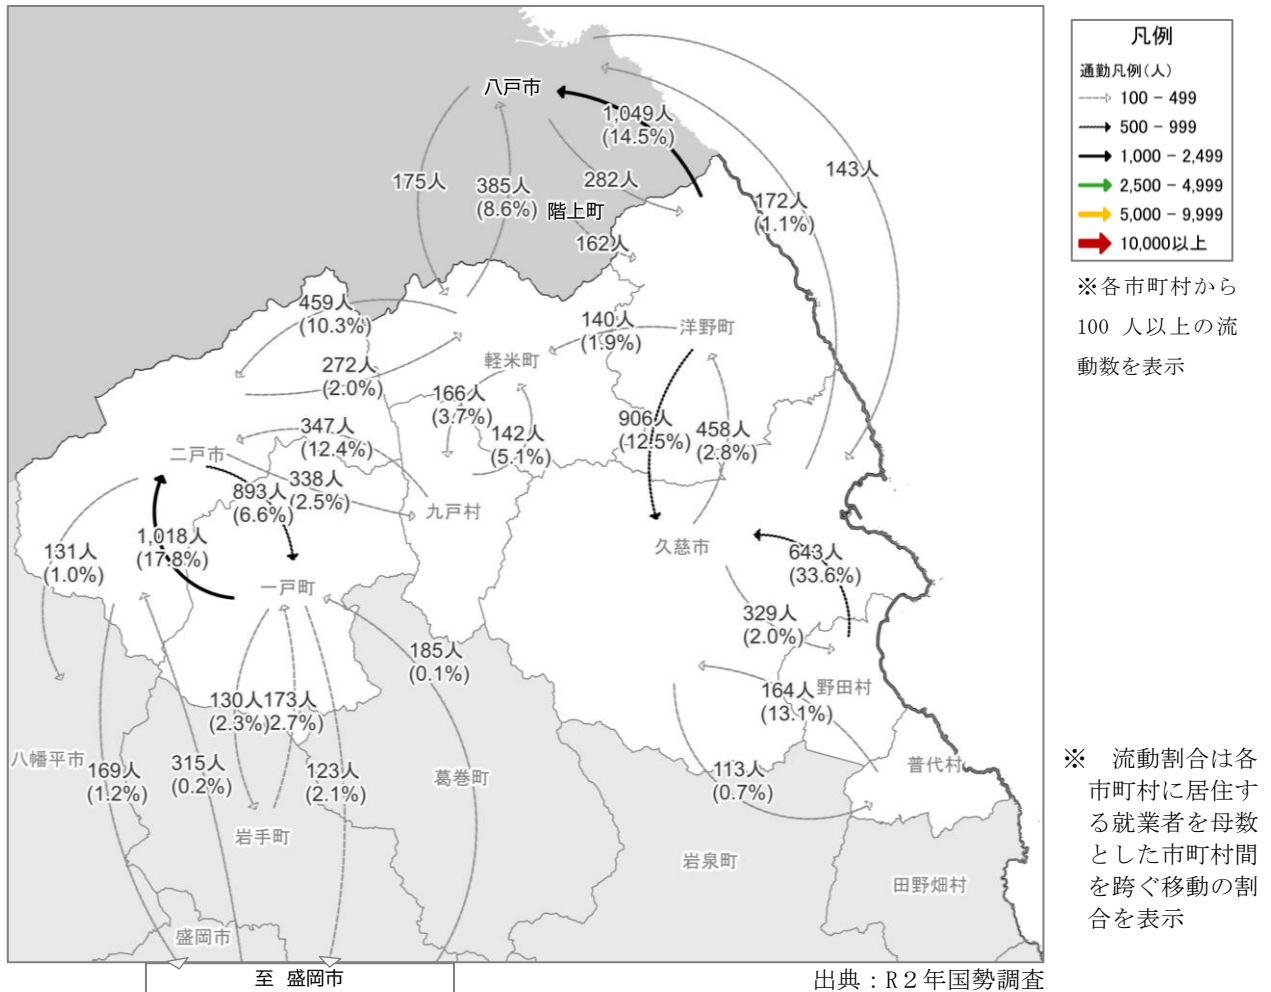 八戸市
1,049人
(14.5%)
143人
175人
385人
(8.6%)
282人
階上町
172人
(1.1%)
162人
459人
(10.3%)
140人
(1.9%)
洋野町
軽米町
272人
(2.0%)
166人
(3.7%)
347人
(12.4%)
142人
(5.1%)
906人
(12.5%)
458人
(2.8%)
二戸市
893人
(6.6%)
338人
(2.5%)
九戸村
1,018人
(17.8%)
久慈市
643人
(33.6%)
131人
(1.0%)
一戸町
329人
(2.0%)
185人
(0.1%)
野田村
164人
(13.1%)
130人
(2.3%)
173人
2.7%)
八幡平市
169人
(1.2%)
315人
(0.2%)
123人
(2.1%)
葛巻町
113人
(0.7%)
普代村
岩手町
岩泉町
田野畑村
盛岡市
至 盛岡市
凡例
通勤凡例(人)
100 - 499
500 - 999
1,000 - 2,499
2,500 - 4,999
5,000 - 9,999
10,000以上
※各市町村から
100 人以上の流
動数を表示
※ 流動割合は各
市町村に居住す
る就業者を母数
とした市町村間
を跨ぐ移動の割
合を表示
出典：R２年国勢調査